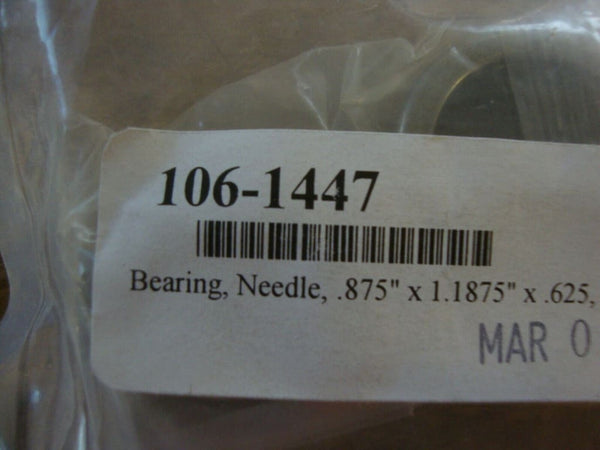 106-1447
Bearing, Needle, .875" x 1.1875" x .625,
MAR 0